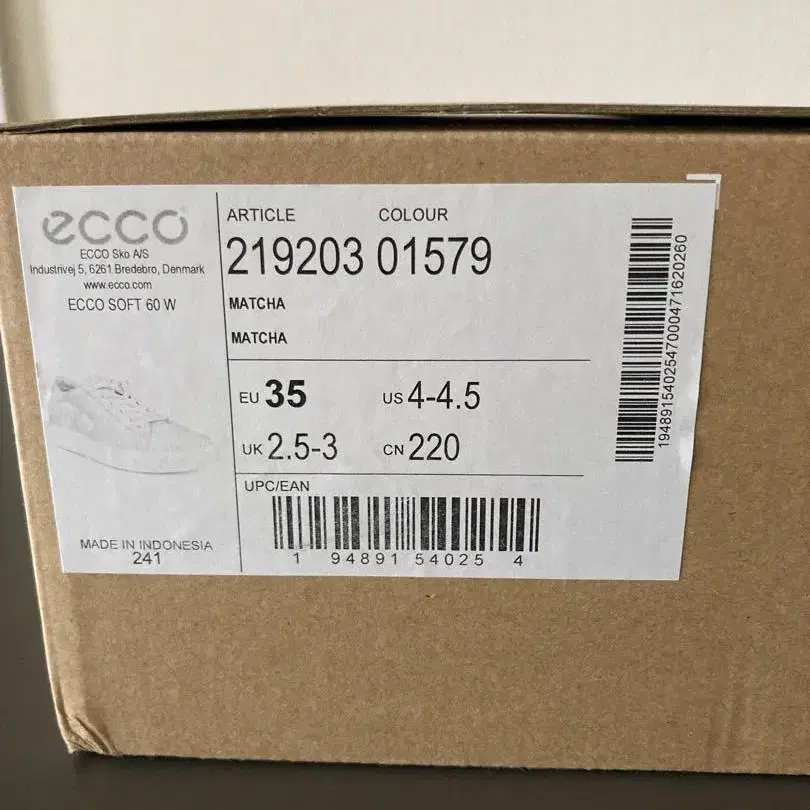 ecco
ECCO Sko A/S
Industrivej 5, 6261 Bredebro, Denmark
www.ecco.com
ECCO SOFT 60 W
MADE IN INDONESIA
241
ARTICLE COLOUR
219203 01579
MATCHA
MATCHA
EU 35 US 4-4.5
UK 2.5-3 CN 220
UPC/EAN
1 94891 54025 4
19489154025470004716202​60